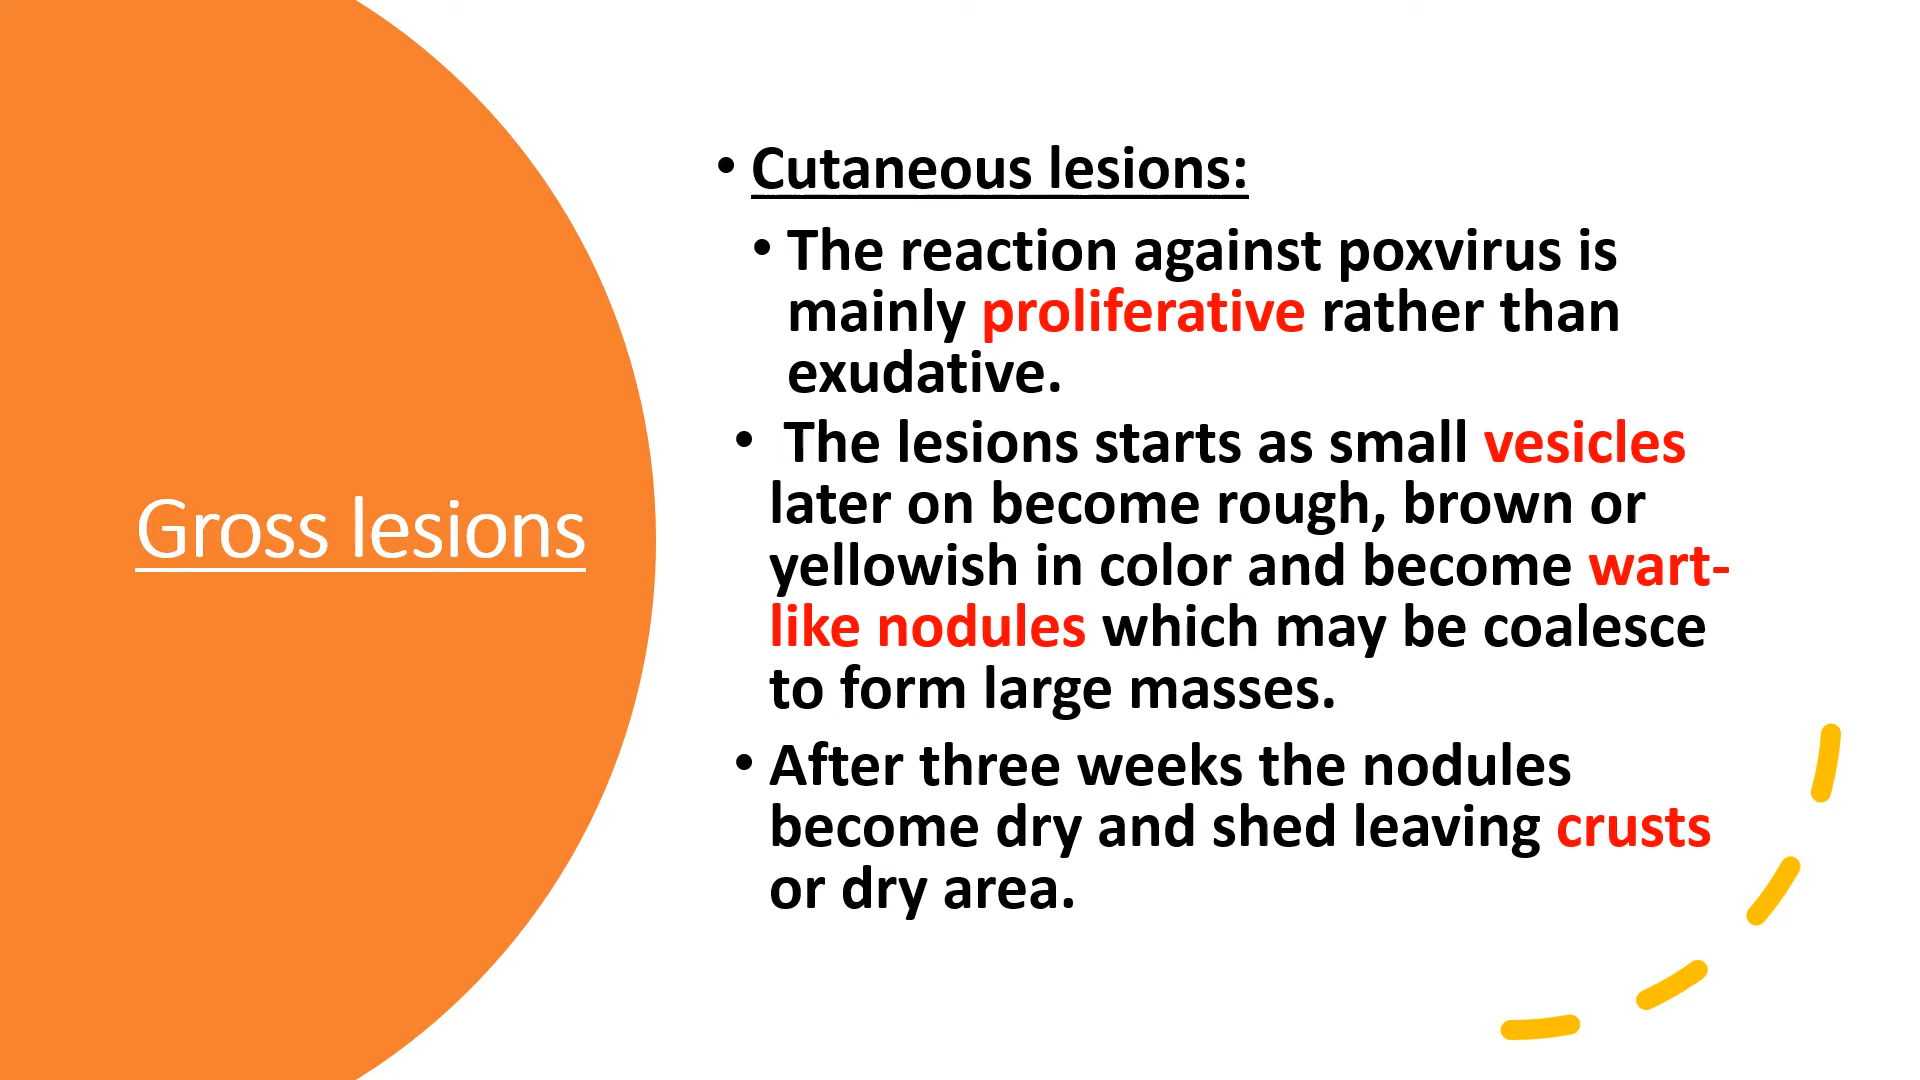 Gross lesions
• Cutaneous lesions:
• The reaction against poxvirus is
mainly proliferative rather than
exudative.
• The lesions starts as small vesicles
later on become rough, brown or
yellowish in color and become wart-
like nodules which may be coalesce
to form large masses.
• After three weeks the nodules
become dry and shed leaving crusts
or dry area.